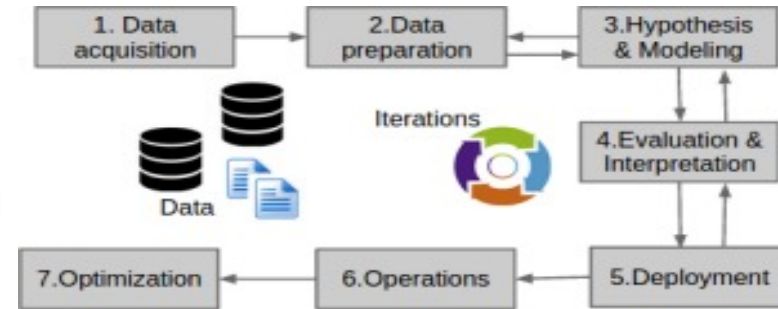 1. Data
acquisition
2.Data
preparation
3.Hypothesis
& Modeling
Iterations
4.Evaluation &
Interpretation
Data
7.Optimization
6.Operations
5.Deployment